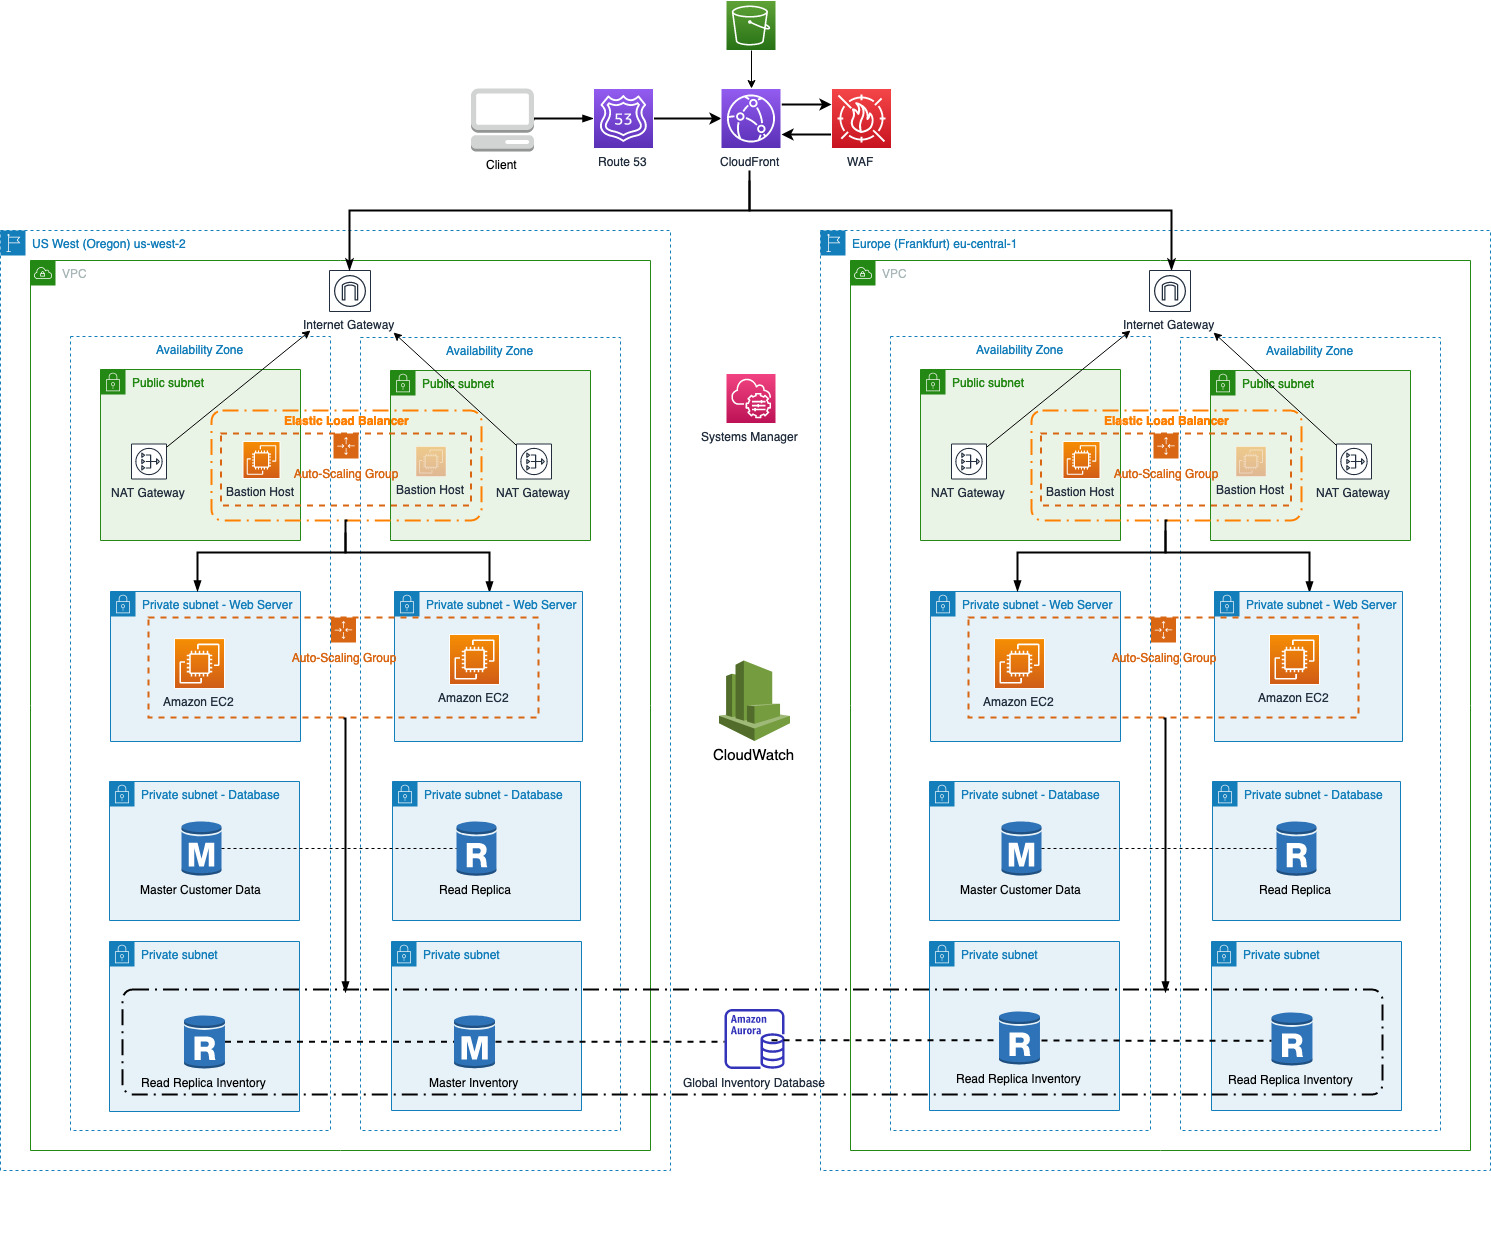 53
Client
Route 53
CloudFront
WAF
US West (Oregon) us-west-2
VPC
Internet Gateway
Availability Zone
Availability Zone
Public subnet
Public subnet
Elastic Load Balancer
Auto-Scaling Group
NAT Gateway
Bastion Host
Bastion Host
NAT Gateway
Private subnet - Web Server
Private subnet - Web Server
Auto-Scaling Group
Amazon EC2
Amazon EC2
Private subnet - Database
Private subnet - Database
M
R
Master Customer Data
Read Replica
Private subnet
Private subnet
R
M
Read Replica Inventory
Master Inventory
Systems Manager
CloudWatch
Amazon
Aurora
Global Inventory Database
Europe (Frankfurt) eu-central-1
VPC
Internet Gateway
Availability Zone
Availability Zone
Public subnet
Public subnet
Elastic Load Balancer
Auto-Scaling Group
NAT Gateway
Bastion Host
Bastion Host
NAT Gateway
Private subnet - Web Server
Private subnet - Web Server
Auto-Scaling Group
Amazon EC2
Amazon EC2
Private subnet - Database
Private subnet - Database
M
R
Master Customer Data
Read Replica
Private subnet
Private subnet
R
R
Read Replica Inventory
Read Replica Inventory